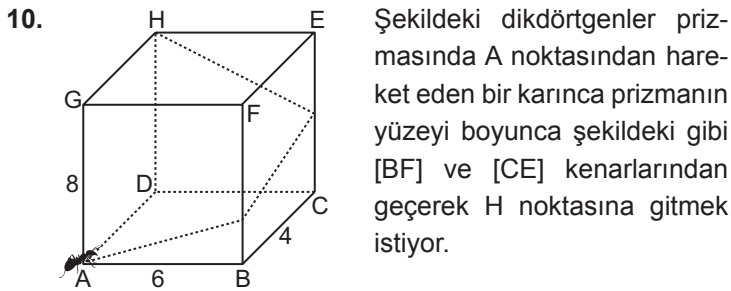 10.
H
E
G
F
8
D
C
4
A
6
B
Şekildeki dikdörtgenler priz-
masında A noktasından hare-
ket eden bir karınca prizmanın
yüzeyi boyunca şekildeki gibi
[BF] ve [CE] kenarlarından
geçerek H noktasına gitmek
istiyor.